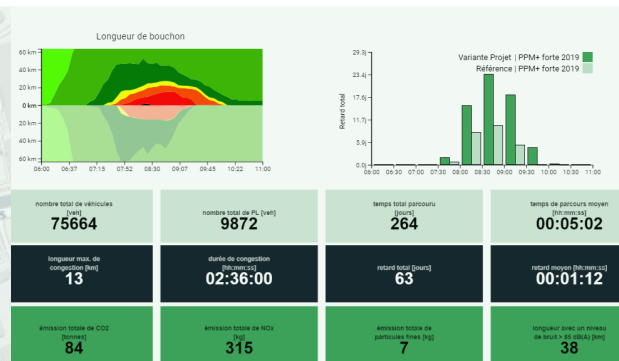 Longueur de bouchon
60 km
40 km
20 km
0 km
20 km
40 km
60 km
06:00 06:37 07:15 07:52 08:30 09:07 09:45 10:22 11:00
Retard total
29.3j
23.4j
17.6j
11.7j
5.9j
0.0j
06:00 06:30 07:00 07:30 08:00 08:30 09:00 09:30 10:00 10:30 11:00
Variante Projet | PPM+ forte 2019
Référence | PPM+ forte 2019
nombre total de véhicules
[veh]
75664
nombre total de PL [veh]
9872
temps total parcouru
[jours]
264
temps de parcours moyen
[hh:mm:ss]
00:05:02
longueur max. de
congestion [km]
13
durée de congestion
[hh:mm:ss]
02:36:00
retard total [jours]
63
retard moyen [hh:mm:ss]
00:01:12
émission totale de CO2
[tonnes]
84
émission totale de NOx
[kg]
315
émission totale de
particules fines [kg]
7
longueur avec un niveau
de bruit > 65 dB(A) [km]
38